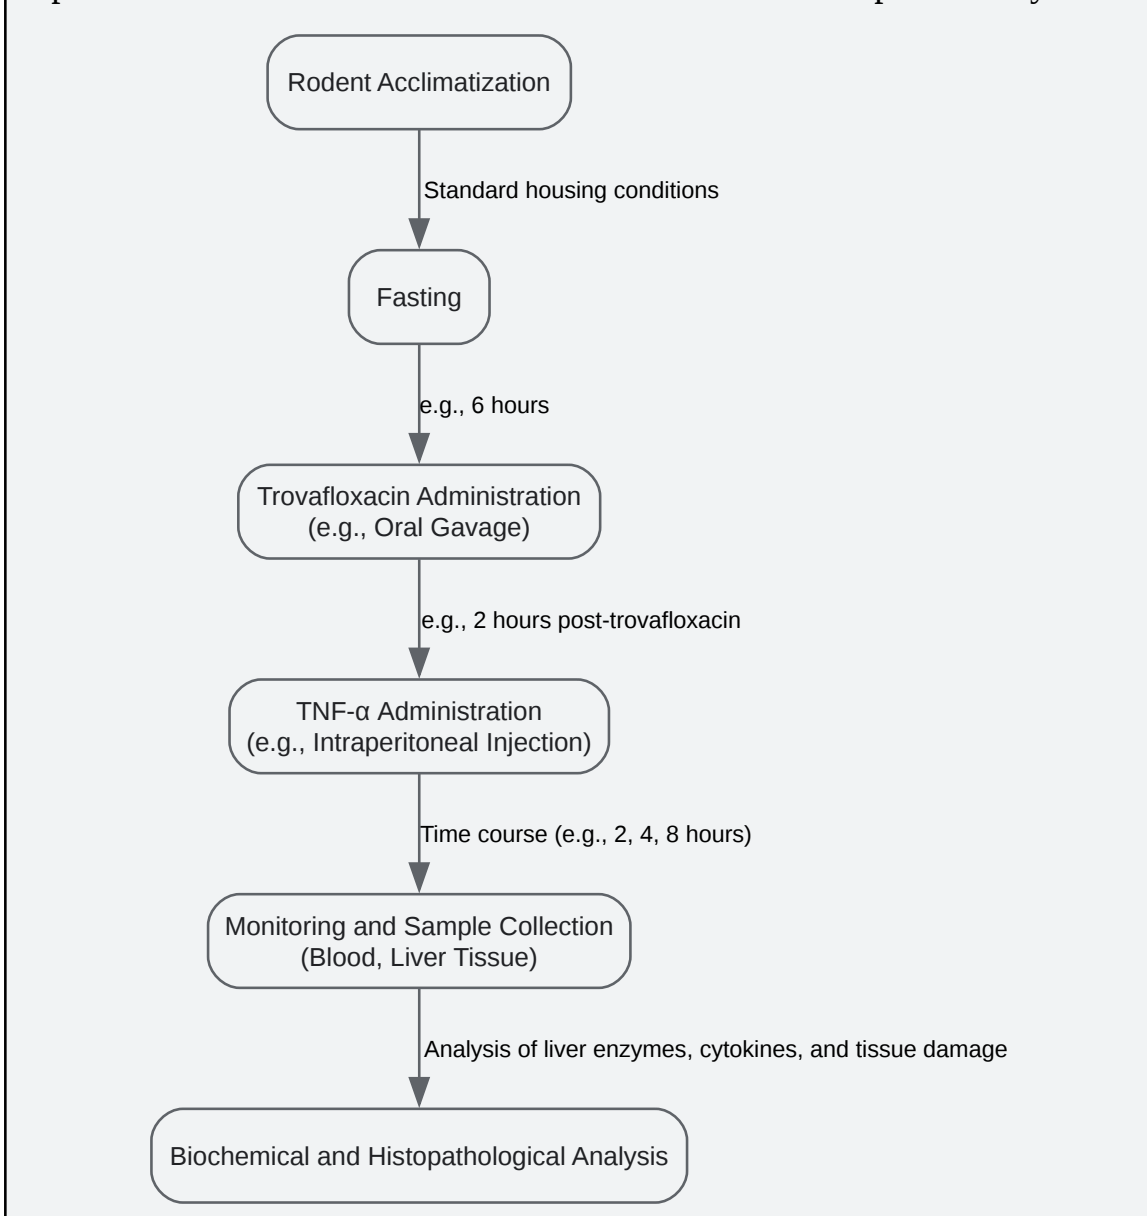 Rodent Acclimatization
Standard housing conditions
Fasting
e.g., 6 hours
Trovafloxacin Administration
(e.g., Oral Gavage)
e.g., 2 hours post-trovafloxacin
TNF-α Administration
(e.g., Intraperitoneal Injection)
Time course (e.g., 2, 4, 8 hours)
Monitoring and Sample Collection
(Blood, Liver Tissue)
Analysis of liver enzymes, cytokines, and tissue damage
Biochemical and Histopathological Analysis